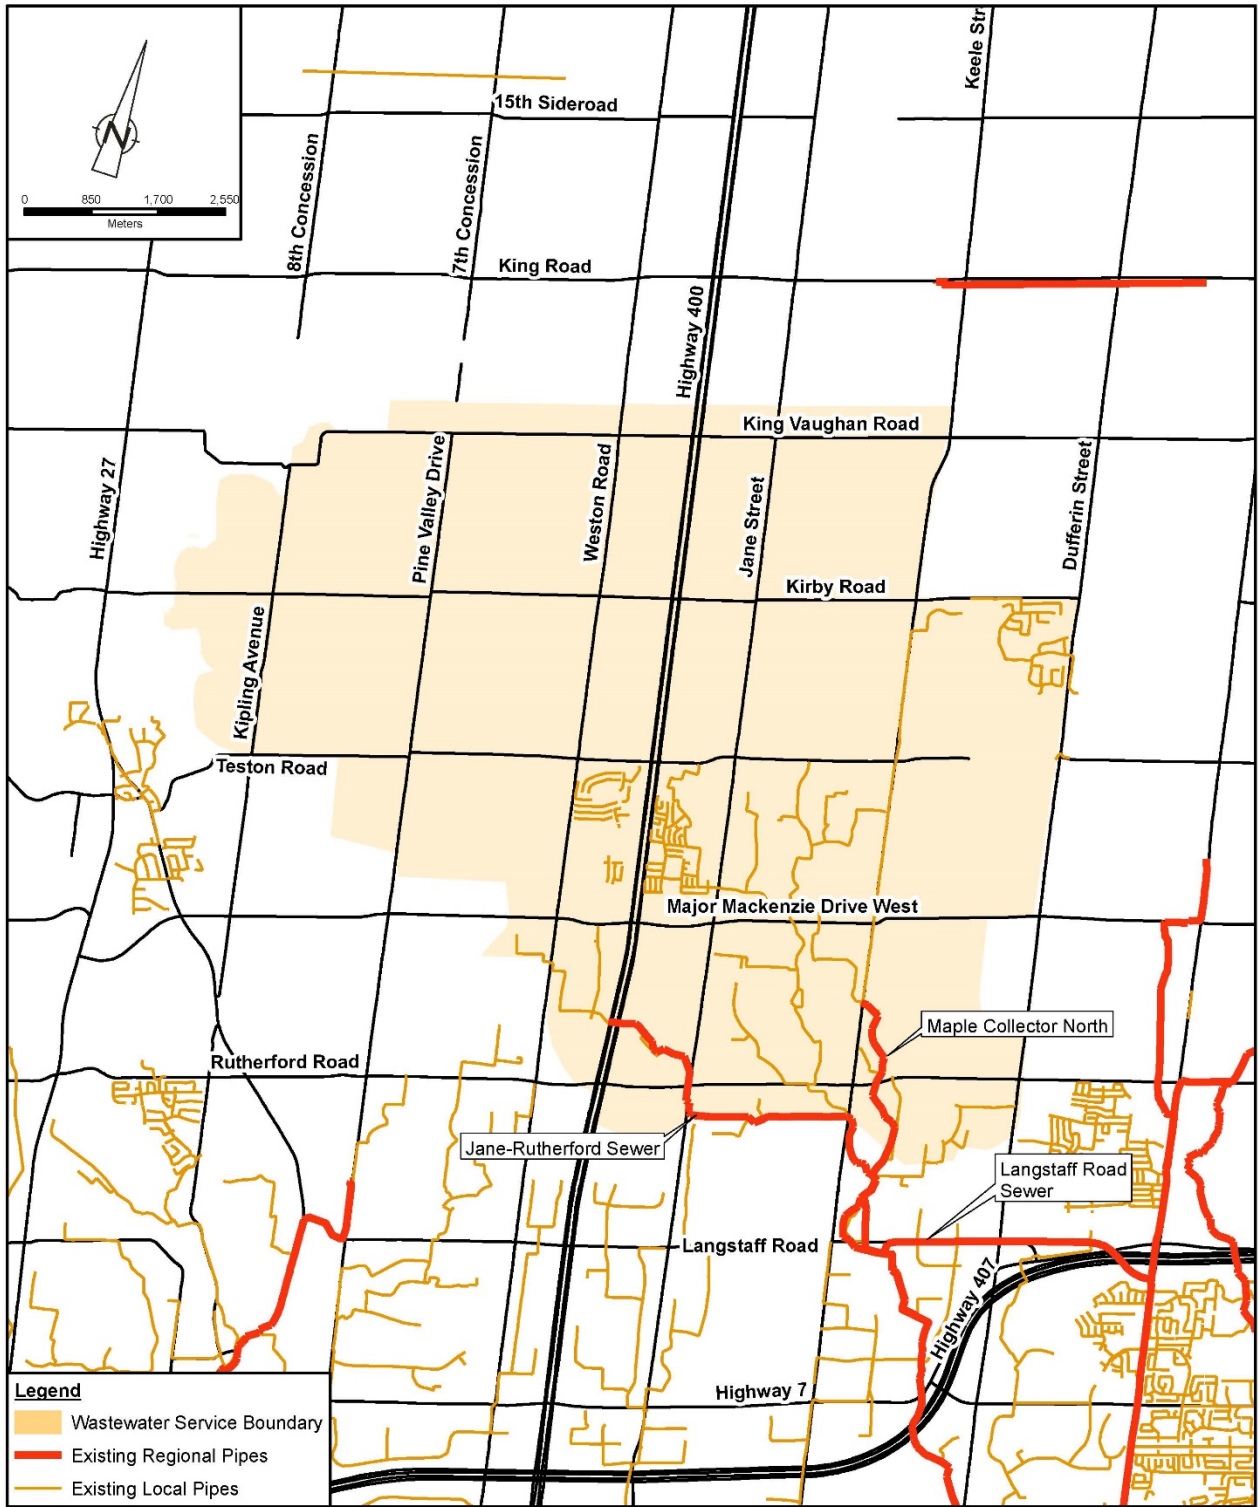 Keele Str
N
0 850 1,700 2,550
Meters
15th Sideroad
8th Concession
7th Concession
King Road
Highway 400
King Vaughan Road
Highway 27
Pine Valley Drive
Weston Road
Jane Street
Dufferin Street
Kirby Road
Kipling Avenue
Teston Road
Major Mackenzie Drive West
Maple Collector North
Rutherford Road
Jane-Rutherford Sewer
Langstaff Road
Sewer
Langstaff Road
Highway 407
Highway 7
Legend
Wastewater Service Boundary
Existing Regional Pipes
Existing Local Pipes